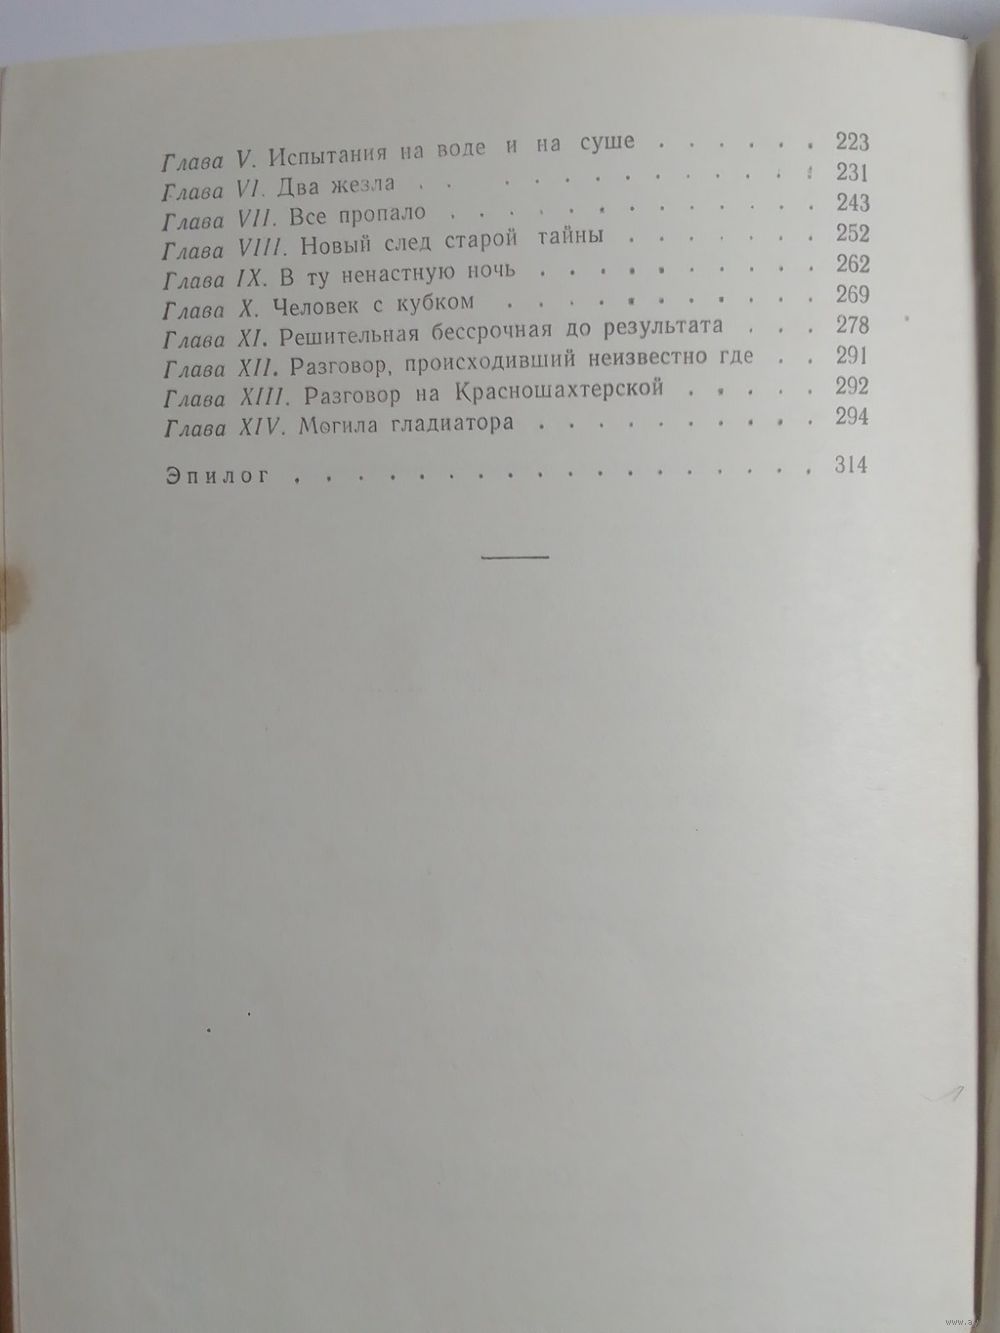 Глава V. Испытания на воде и на суше . . . . . . 223
Глава VI. Два жезла . . . . . . . . . . . . . 231
Глава VII. Все пропало . . . . . . . . . . . . . 243
Глава VIII. Новый след старой тайны . . . . . . . 252
Глава IX. В ту ненастную ночь . . . . . . . . . . 262
Глава X. Человек с кубком . . . . . . . . . . . 269
Глава XI. Решительная бессрочная до результата . . . 278
Глава XII. Разговор, происходивший неизвестно где . . 291
Глава XIII. Разговор на Красношахтерской . . . . . 292
Глава XIV. Могила гладиатора . . . . . . . . . . 294
Эпилог . . . . . . . . . . . . . . . . . 314